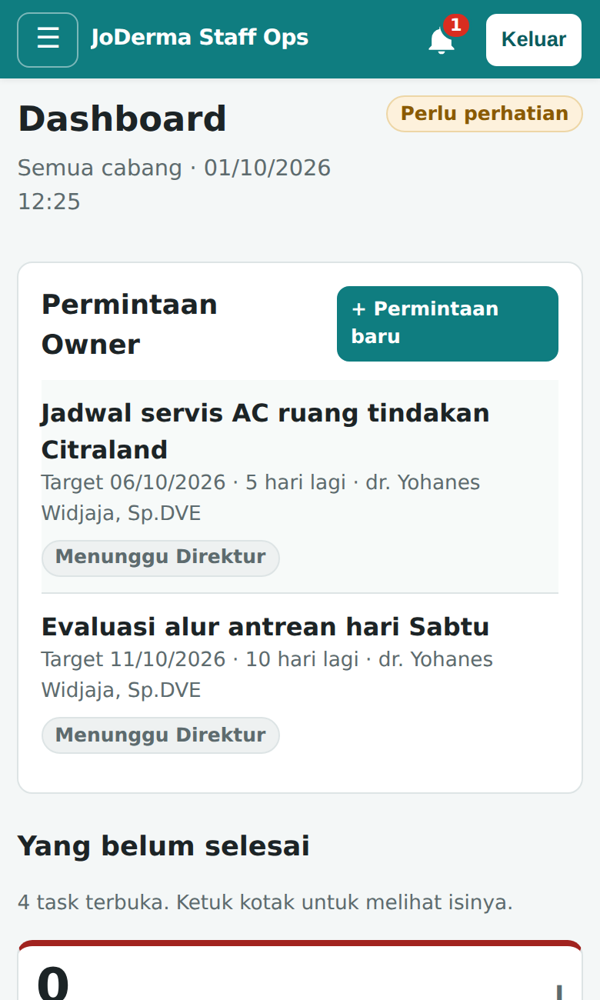 ☰ JoDerma Staff Ops 1 Keluar
Dashboard
Perlu perhatian
Semua cabang · 01/10/2026
12:25
Permintaan
Owner
+ Permintaan
baru
Jadwal servis AC ruang tindakan
Citraland
Target 06/10/2026 · 5 hari lagi · dr. Yohanes
Widjaja, Sp.DVE
Menunggu Direktur
Evaluasi alur antrean hari Sabtu
Target 11/10/2026 · 10 hari lagi · dr. Yohanes
Widjaja, Sp.DVE
Menunggu Direktur
Yang belum selesai
4 task terbuka. Ketuk kotak untuk melihat isinya.
0